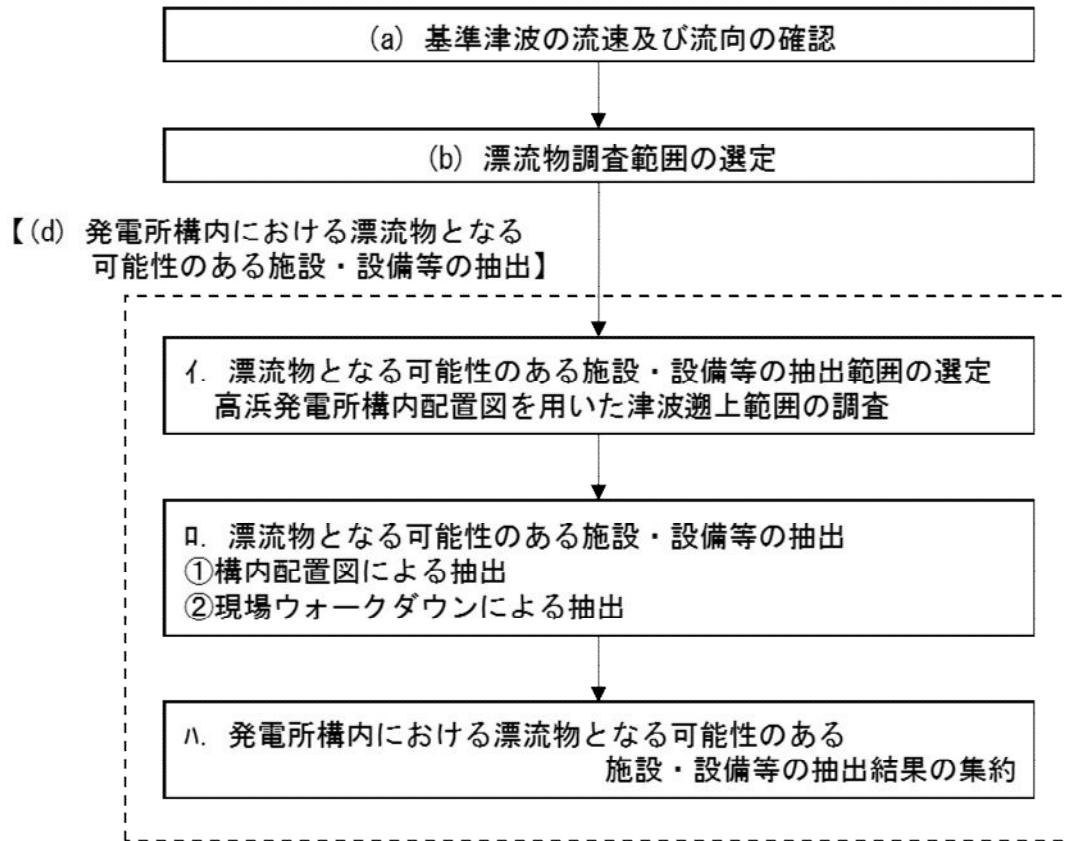 (a) 基準津波の流速及び流向の確認
(b) 漂流物調査範囲の選定
【(d) 発電所構内における漂流物となる
可能性のある施設・設備等の抽出】
ｲ. 漂流物となる可能性のある施設・設備等の抽出範囲の選定
高浜発電所構内配置図を用いた津波遡上範囲の調査
ﾛ. 漂流物となる可能性のある施設・設備等の抽出
①構内配置図による抽出
②現場ウォークダウンによる抽出
ﾊ. 発電所構内における漂流物となる可能性のある
施設・設備等の抽出結果の集約